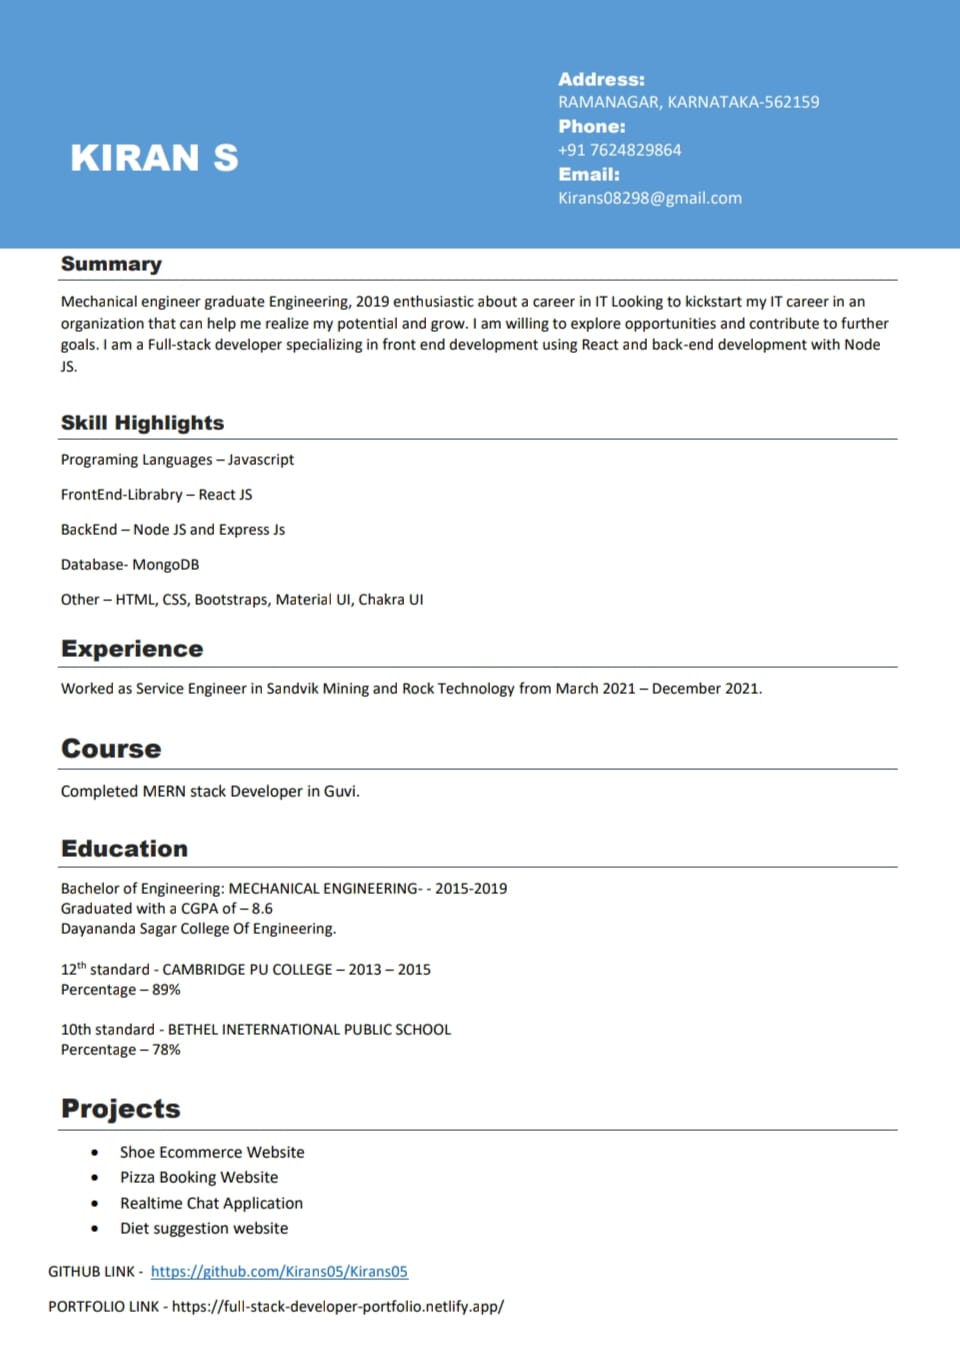 KIRAN S
Address:
RAMANAGAR, KARNATAKA-562159
Phone:
+91 7624829864
Email:
Kirans08298@gmail.com
Summary
Mechanical engineer graduate Engineering, 2019 enthusiastic about a career in IT Looking to kickstart my IT career in an
organization that can help me realize my potential and grow. I am willing to explore opportunities and contribute to further
goals. I am a Full-stack developer specializing in front end development using React and back-end development with Node
JS.
Skill Highlights
Programing Languages – Javascript
FrontEnd-Librabry – React JS
BackEnd – Node JS and Express Js
Database- MongoDB
Other – HTML, CSS, Bootstraps, Material UI, Chakra UI
Experience
Worked as Service Engineer in Sandvik Mining and Rock Technology from March 2021 – December 2021.
Course
Completed MERN stack Developer in Guvi.
Education
Bachelor of Engineering: MECHANICAL ENGINEERING- - 2015-2019
Graduated with a CGPA of – 8.6
Dayananda Sagar College Of Engineering.
12th standard - CAMBRIDGE PU COLLEGE – 2013 – 2015
Percentage – 89%
10th standard - BETHEL INETERNATIONAL PUBLIC SCHOOL
Percentage – 78%
Projects
• Shoe Ecommerce Website
• Pizza Booking Website
• Realtime Chat Application
• Diet suggestion website
GITHUB LINK - https://github.com/Kirans05/Kirans05
PORTFOLIO LINK - https://full-stack-developer-portfolio.netlify.app/